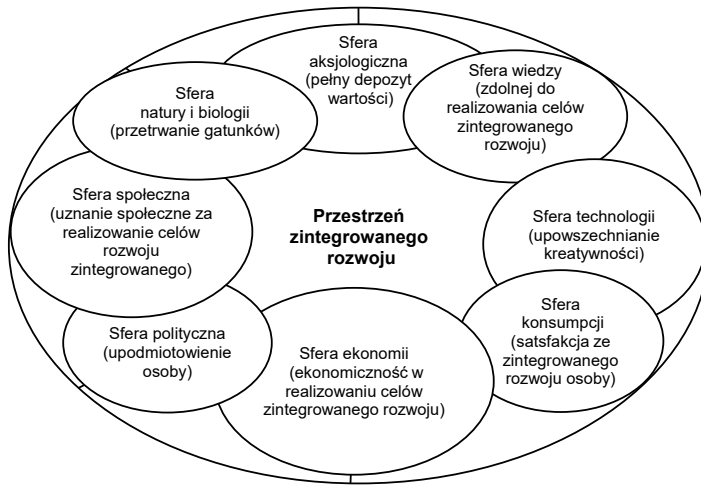 Sfera
aksjologiczna
(pełny depozyt
wartości)
Sfera wiedzy
(zdolnej do
realizowania celów
zintegrowanego
rozwoju)
Sfera technologii
(upowszechnianie
kreatywności)
Sfera
konsumpcji
(satsfakcja ze
zintegrowanego
rozwoju osoby)
Sfera ekonomii
(ekonomiczność w
realizowaniu celów
zintegrowanego rozwoju)
Sfera polityczna
(upodmiotowienie
osoby)
Sfera społeczna
(uznanie społeczne za
realizowanie celów
rozwoju
zintegrowanego)
Sfera
natury i biologii
(przetrwanie gatunków)
Przestrzeń
zintegrowanego
rozwoju